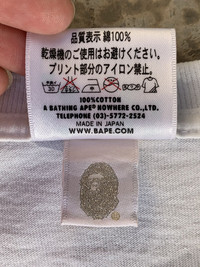 品質表示 綿100%
乾燥機のご使用はお避けください。
プリント部分のアイロン禁止。
100%COTTON
A BATHING APE® NOWHERE CO.,LTD.
TELEPHONE (03)-5772-2524
MADE IN JAPAN
WWW.BAPE.COM